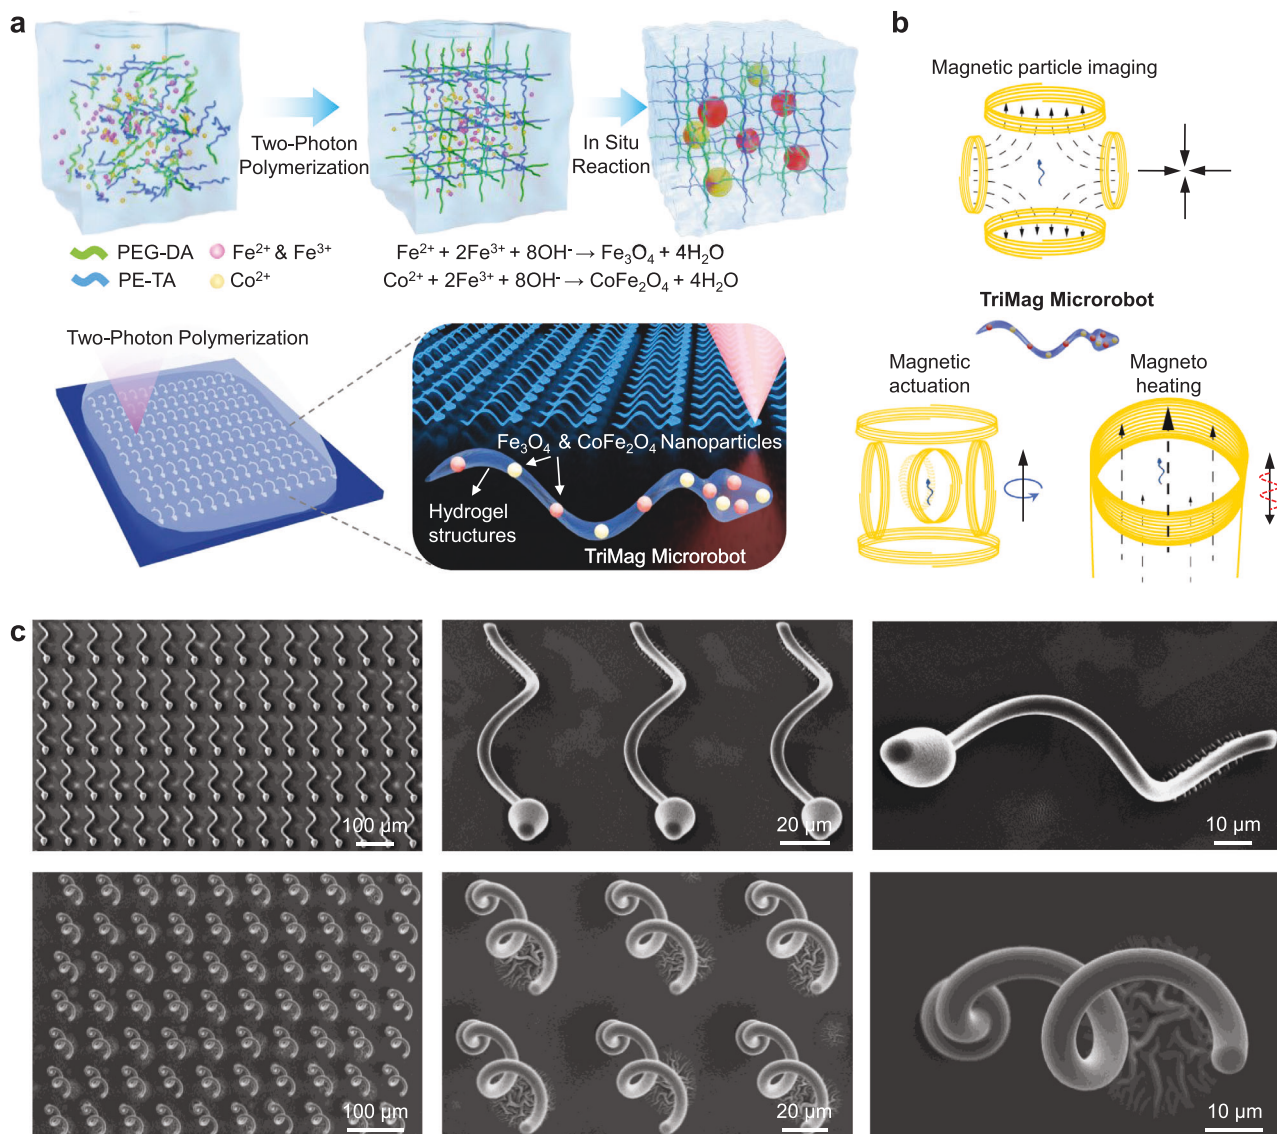 a
Two-Photon
Polymerization
In Situ
Reaction
PEG-DA
Fe²⁺ & Fe³⁺
PE-TA
Co²⁺
Fe²⁺ + 2Fe³⁺ + 8OH⁻ → Fe₃O₄ + 4H₂O
Co²⁺ + 2Fe³⁺ + 8OH⁻ → CoFe₂O₄ + 4H₂O
Two-Photon Polymerization
Fe₃O₄ & CoFe₂O₄ Nanoparticles
Hydrogel
structures
TriMag Microrobot
b
Magnetic particle imaging
TriMag Microrobot
Magnetic
actuation
Magneto
heating
c
100 µm
20 µm
10 µm
100 µm
20 µm
10 µm